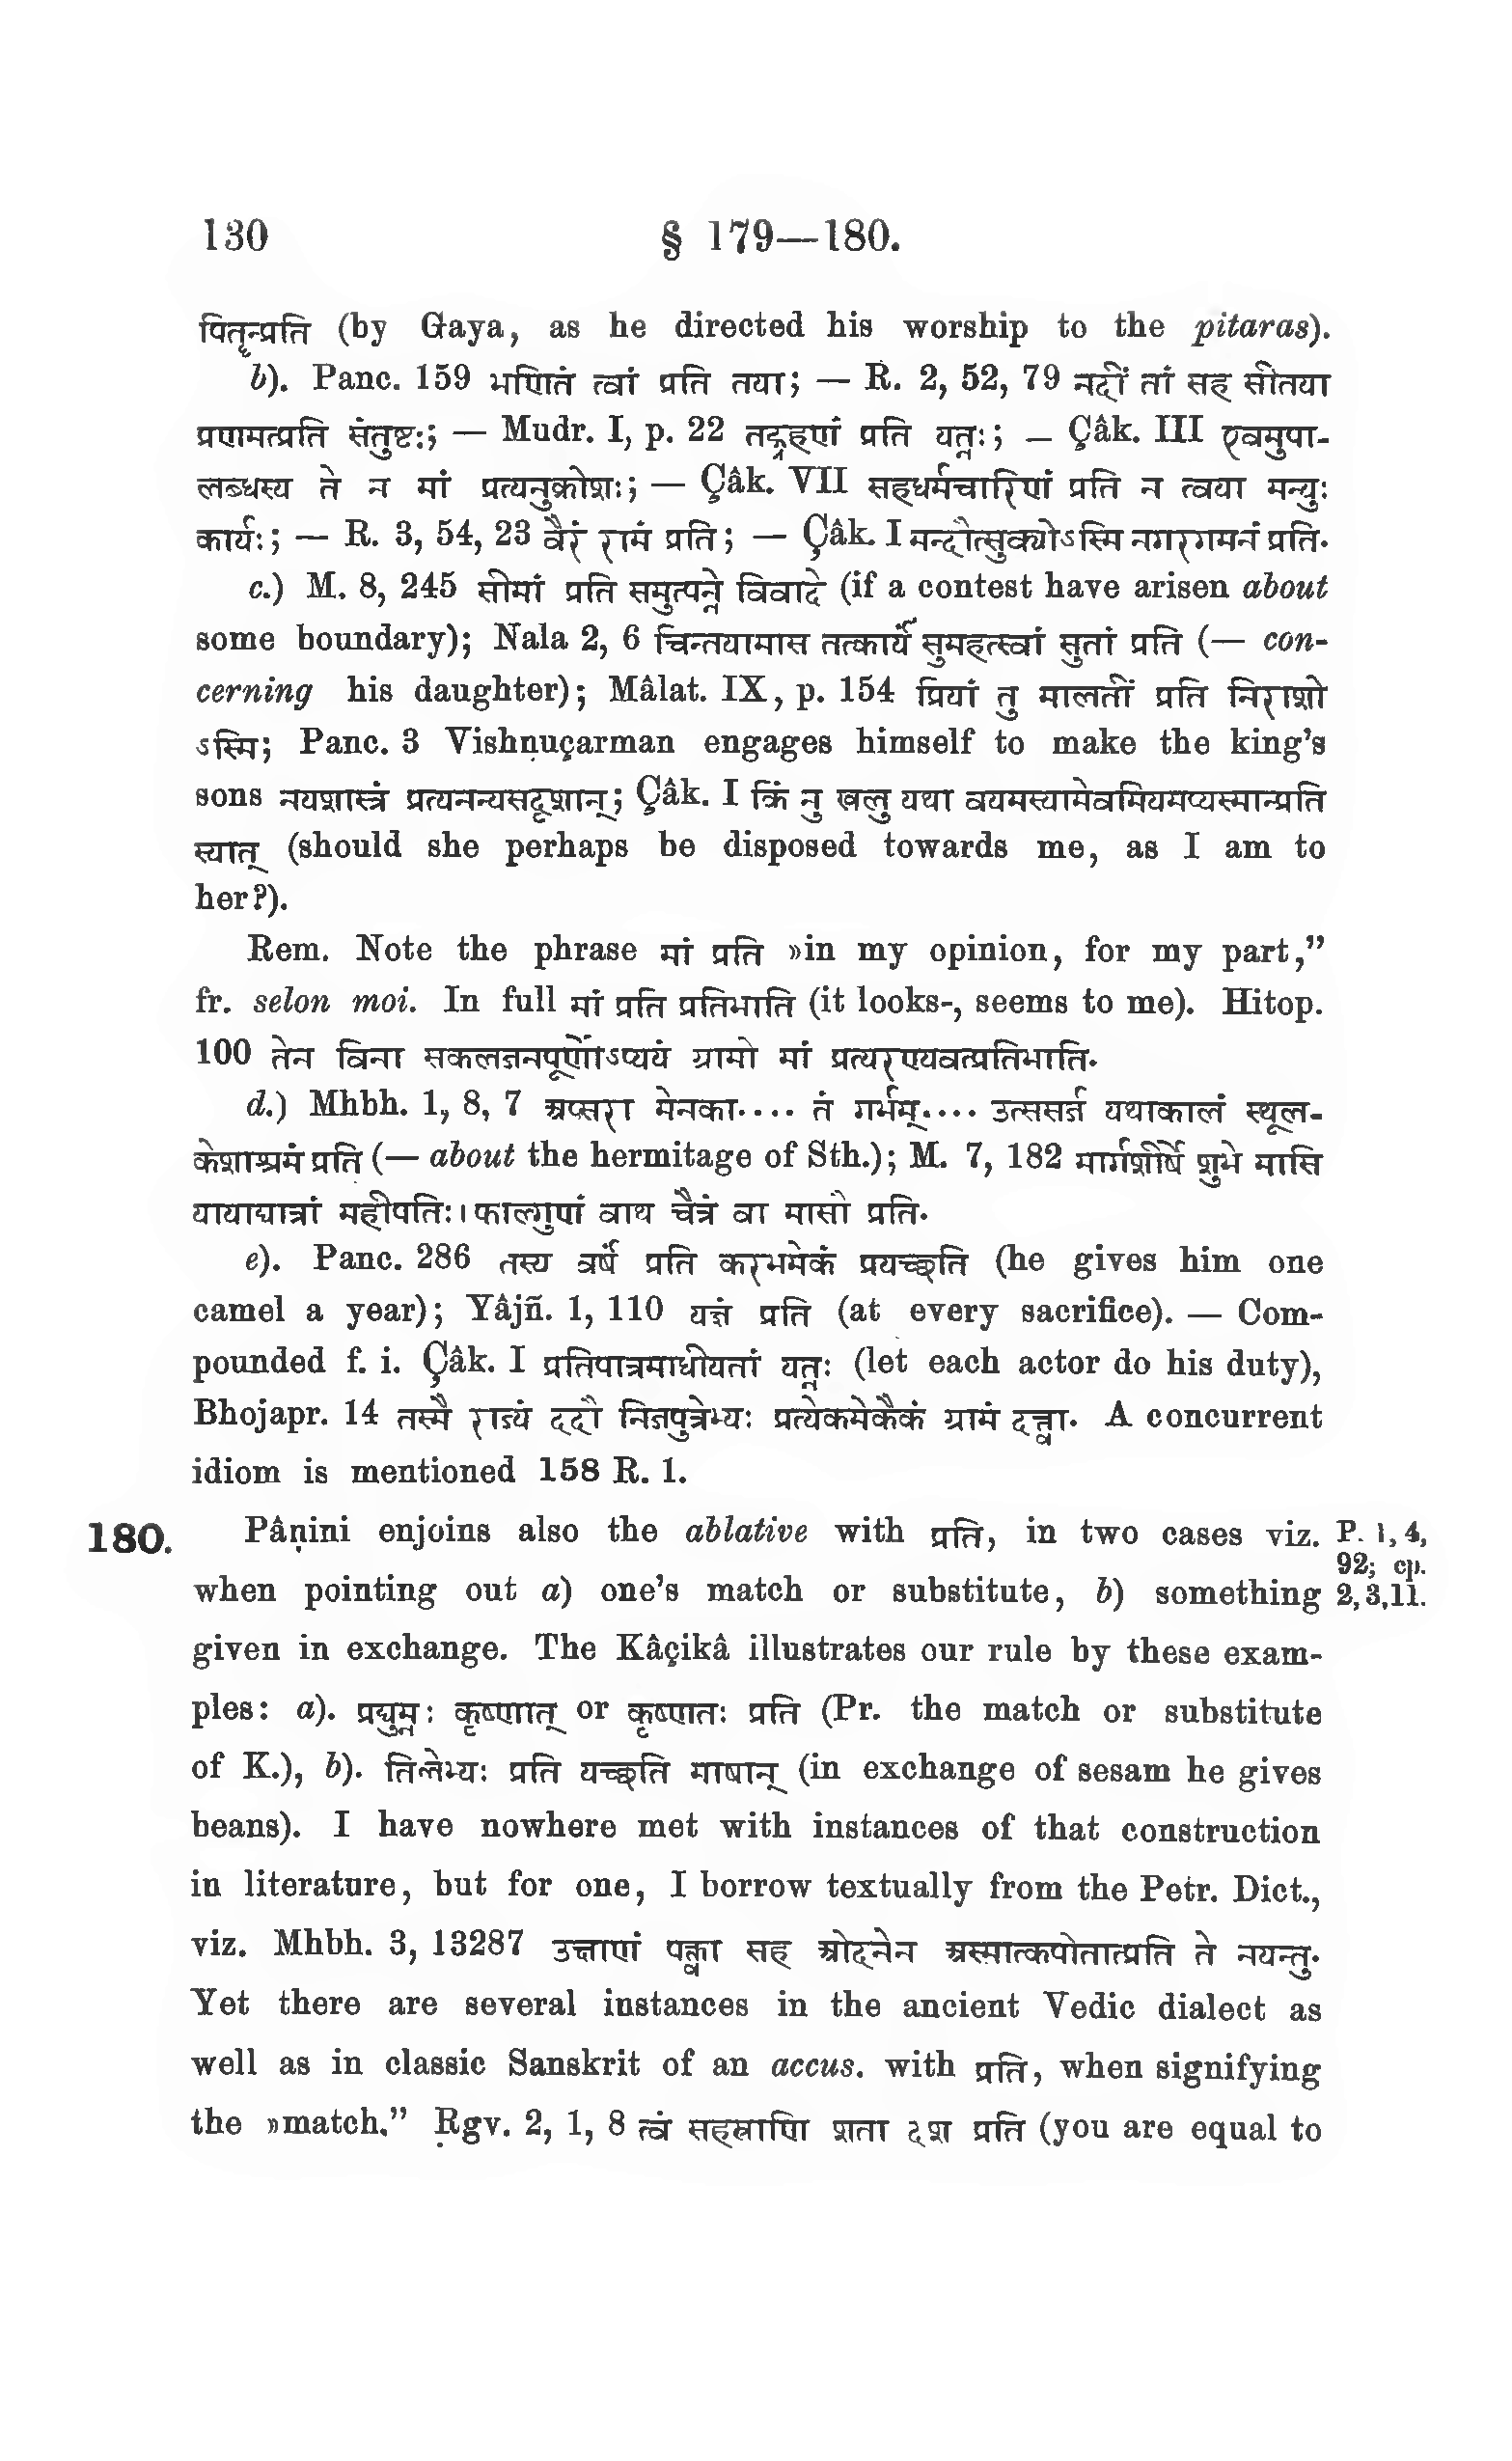 130 § 179—180.
पितॄन्प्रति (by Gaya, as he directed his worship to the pitaras).
b). Panc. 159 भणितं त्वां प्रति तया; — R. 2, 52, 79 नदीं तां सह सीतया
प्रणमत्प्रति संतुष्टः; — Mudr. I, p. 22 तद्ग्रहणं प्रति यत्नः; — Çâk. III एवमुपा-
लब्धस्य ते न मां प्रत्यनुक्रोशः; — Çâk. VII सहधर्मचारिणं प्रति न त्वया मन्युः
कार्यः; — R. 3, 54, 23 वैरं रामं प्रति; — Çâk. I मन्दौत्सुक्योऽस्मि नगरगमनं प्रति.
c.) M. 8, 245 सीमां प्रति समुत्पन्ने विवादे (if a contest have arisen about
some boundary); Nala 2, 6 चिन्तयामास तत्कार्यं सुमहत्स्वां सुतां प्रति (— con-
cerning his daughter); Mâlat. IX, p. 154 प्रियां तु मालतीं प्रति निराशो
ऽस्मि; Panc. 3 Vishṇuçarman engages himself to make the king's
sons नयशास्त्रं प्रत्यनन्यसदृशान्; Çâk. I किं नु खलु यथा वयमस्यामेवमियमप्यस्मान्प्रति
स्यात् (should she perhaps be disposed towards me, as I am to
her?).
Rem. Note the phrase मां प्रति »in my opinion, for my part,”
fr. selon moi. In full मां प्रति प्रतिभाति (it looks-, seems to me). Hitop.
100 तेन विना सकलजनपूर्णोऽप्ययं ग्रामो मां प्रत्यरण्यवत्प्रतिभाति.
d.) Mhbh. 1, 8, 7 अप्सरा मेनका.... तं गर्भम्.... उत्ससर्ज यथाकालं स्थूल-
केशाश्रमं प्रति (— about the hermitage of Sth.); M. 7, 182 मार्गशीर्षे शुभे मासि
यायाद्यात्रां महीपतिः। फाल्गुणं वाथ चैत्रं वा मासौ प्रति.
e). Panc. 286 तस्य वर्षं प्रति करभमेकं प्रयच्छति (he gives him one
camel a year); Yâjñ. 1, 110 यज्ञं प्रति (at every sacrifice). — Com-
pounded f. i. Çâk. I प्रतिपात्रमाधीयतां यत्नः (let each actor do his duty),
Bhojapr. 14 तस्मै राज्यं ददौ निजपुत्रेभ्यः प्रत्येकमेकैकं ग्रामं दत्त्वा. A concurrent
idiom is mentioned 158 R. 1.
180. Pâṇini enjoins also the ablative with प्रति, in two cases viz. P. 1, 4,
92; cp.
when pointing out a) one's match or substitute, b) something 2, 3, 11.
given in exchange. The Kâçikâ illustrates our rule by these exam-
ples: a). प्रद्युम्नः कृष्णात् or कृष्णातः प्रति (Pr. the match or substitute
of K.), b). तिलेभ्यः प्रति यच्छति माषान् (in exchange of sesam he gives
beans). I have nowhere met with instances of that construction
in literature, but for one, I borrow textually from the Petr. Dict.,
viz. Mhbh. 3, 13287 उक्षाणं पक्त्वा सह ओदनेन अस्मात्कपोतात्प्रति ते नयन्तु.
Yet there are several instances in the ancient Vedic dialect as
well as in classic Sanskrit of an accus. with प्रति, when signifying
the »match.” Ṛgv. 2, 1, 8 त्वं सहस्राणि शता दश प्रति (you are equal to